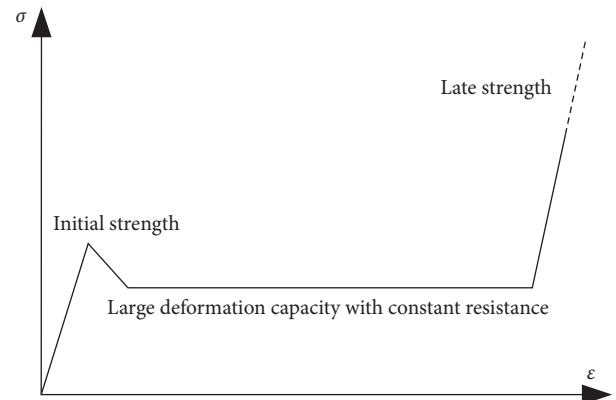 σ
Late strength
Initial strength
Large deformation capacity with constant resistance
ε